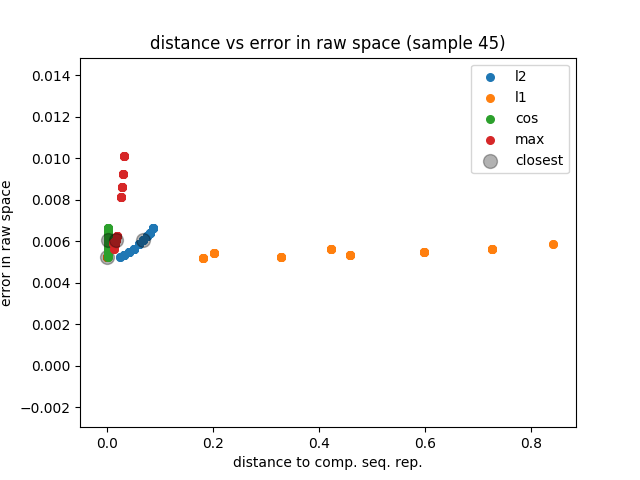 distance vs error in raw space (sample 45)
0.014
0.012
0.010
0.008
0.006
0.004
0.002
0.000
−0.002
error in raw space
l2
l1
cos
max
closest
0.0
0.2
0.4
0.6
0.8
distance to comp. seq. rep.